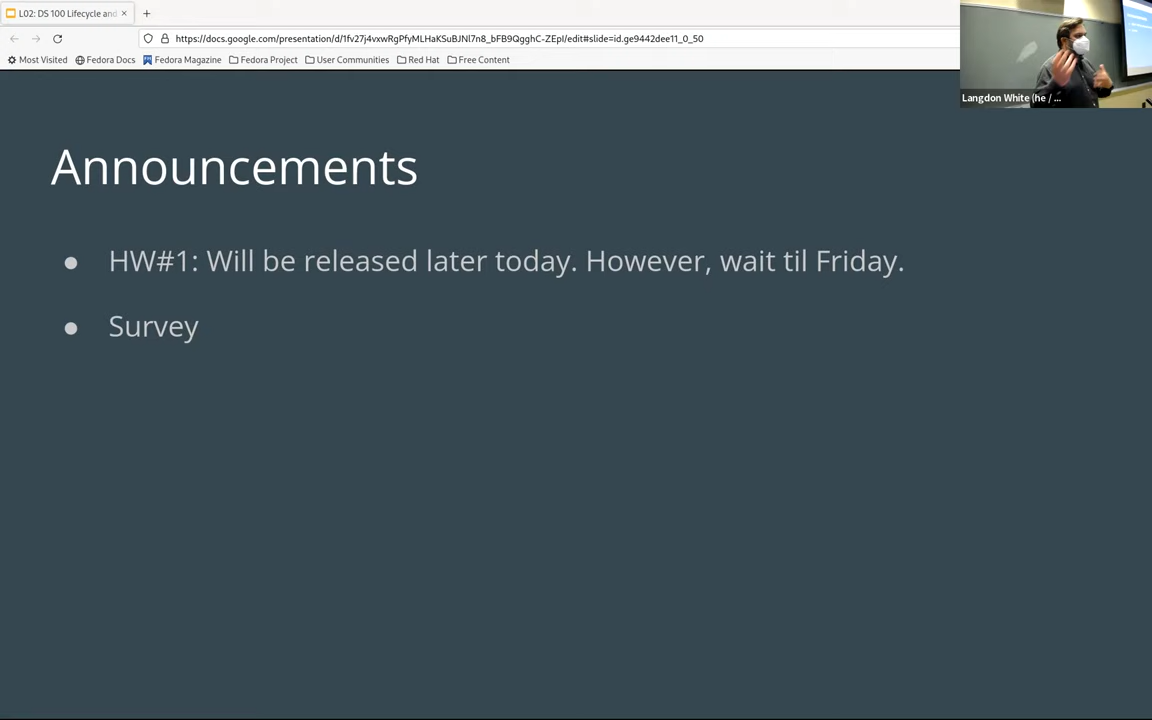 L02: DS 100 Lifecycle and
https://docs.google.com/presentation/d/1fv27j4vxwRgPfyMLHaKSuBJNl7n8_bFB9QgghC-ZEpI/edit#slide=id.ge9442dee11_0_50
Most Visited Fedora Docs Fedora Magazine Fedora Project User Communities Red Hat Free Content
Langdon White (he / ...
Announcements
● HW#1: Will be released later today. However, wait til Friday.
● Survey